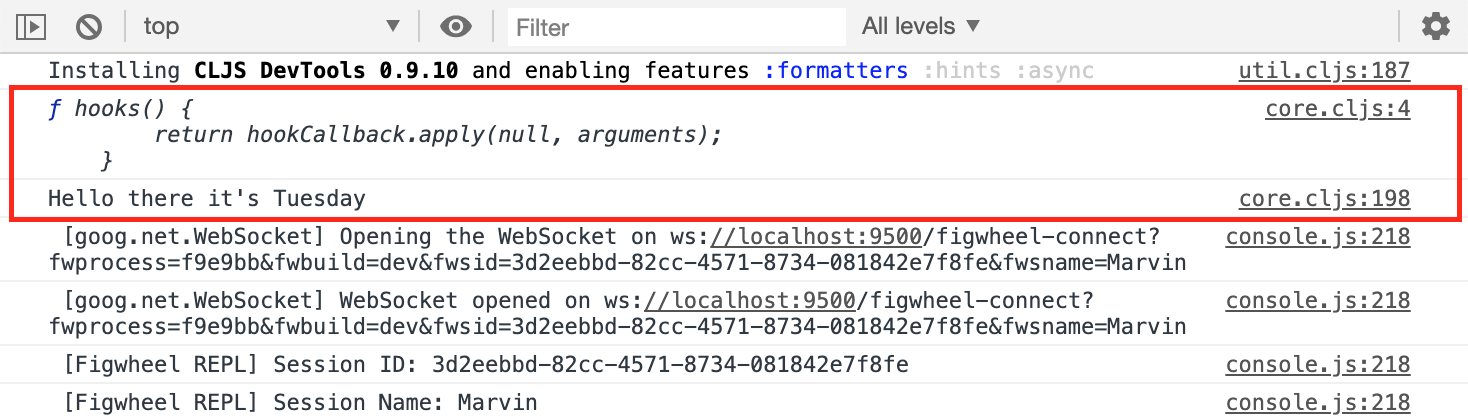 top ▼ Filter All levels ▼
Installing CLJS DevTools 0.9.10 and enabling features :formatters :hints :async util.cljs:187
ƒ hooks() { core.cljs:4
return hookCallback.apply(null, arguments);
}
Hello there it's Tuesday core.cljs:198
[goog.net.WebSocket] Opening the WebSocket on ws://localhost:9500/figwheel-connect? console.js:218
fwprocess=f9e9bb&fwbuild=dev&fwsid=3d2eebbd-82cc-4571-8734-081842e7f8fe&fwsname=Marvin
[goog.net.WebSocket] WebSocket opened on ws://localhost:9500/figwheel-connect? console.js:218
fwprocess=f9e9bb&fwbuild=dev&fwsid=3d2eebbd-82cc-4571-8734-081842e7f8fe&fwsname=Marvin
[Figwheel REPL] Session ID: 3d2eebbd-82cc-4571-8734-081842e7f8fe console.js:218
[Figwheel REPL] Session Name: Marvin console.js:218